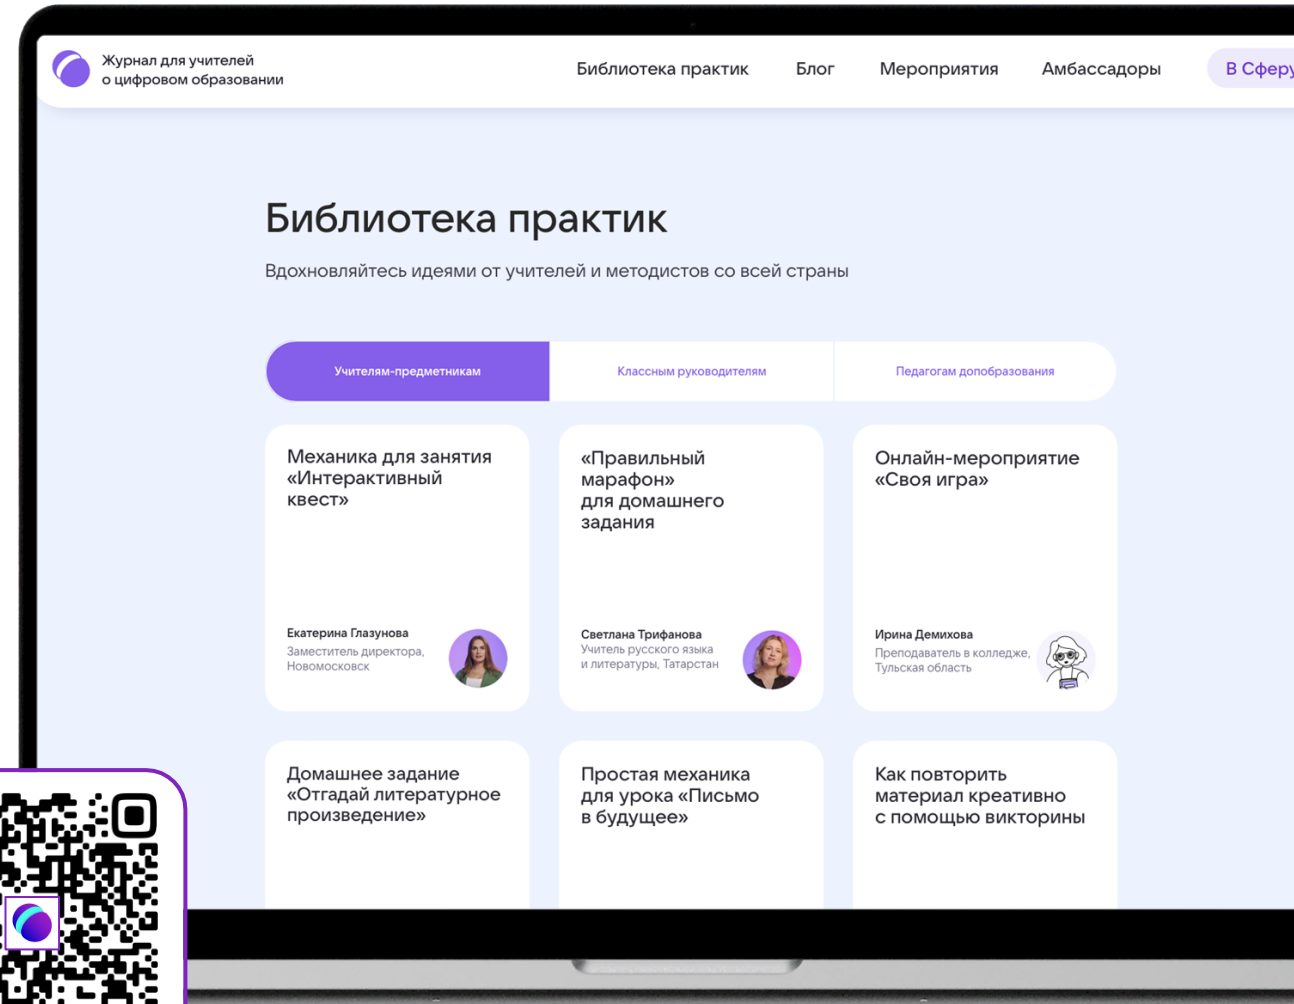 Журнал для учителей
о цифровом образовании
Библиотека практик
Блог
Мероприятия
Амбассадоры
В Сферу
Библиотека практик
Вдохновляйтесь идеями от учителей и методистов со всей страны
Учителям-предметникам
Классным руководителям
Педагогам допобразования
Механика для занятия
«Интерактивный
квест»
Екатерина Глазунова
Заместитель директора,
Новомосковск
«Правильный
марафон»
для домашнего
задания
Светлана Трифанова
Учитель русского языка
и литературы, Татарстан
Онлайн-мероприятие
«Своя игра»
Ирина Демихова
Преподаватель в колледже,
Тульская область
Домашнее задание
«Отгадай литературное
произведение»
Простая механика
для урока «Письмо
в будущее»
Как повторить
материал креативно
с помощью викторины